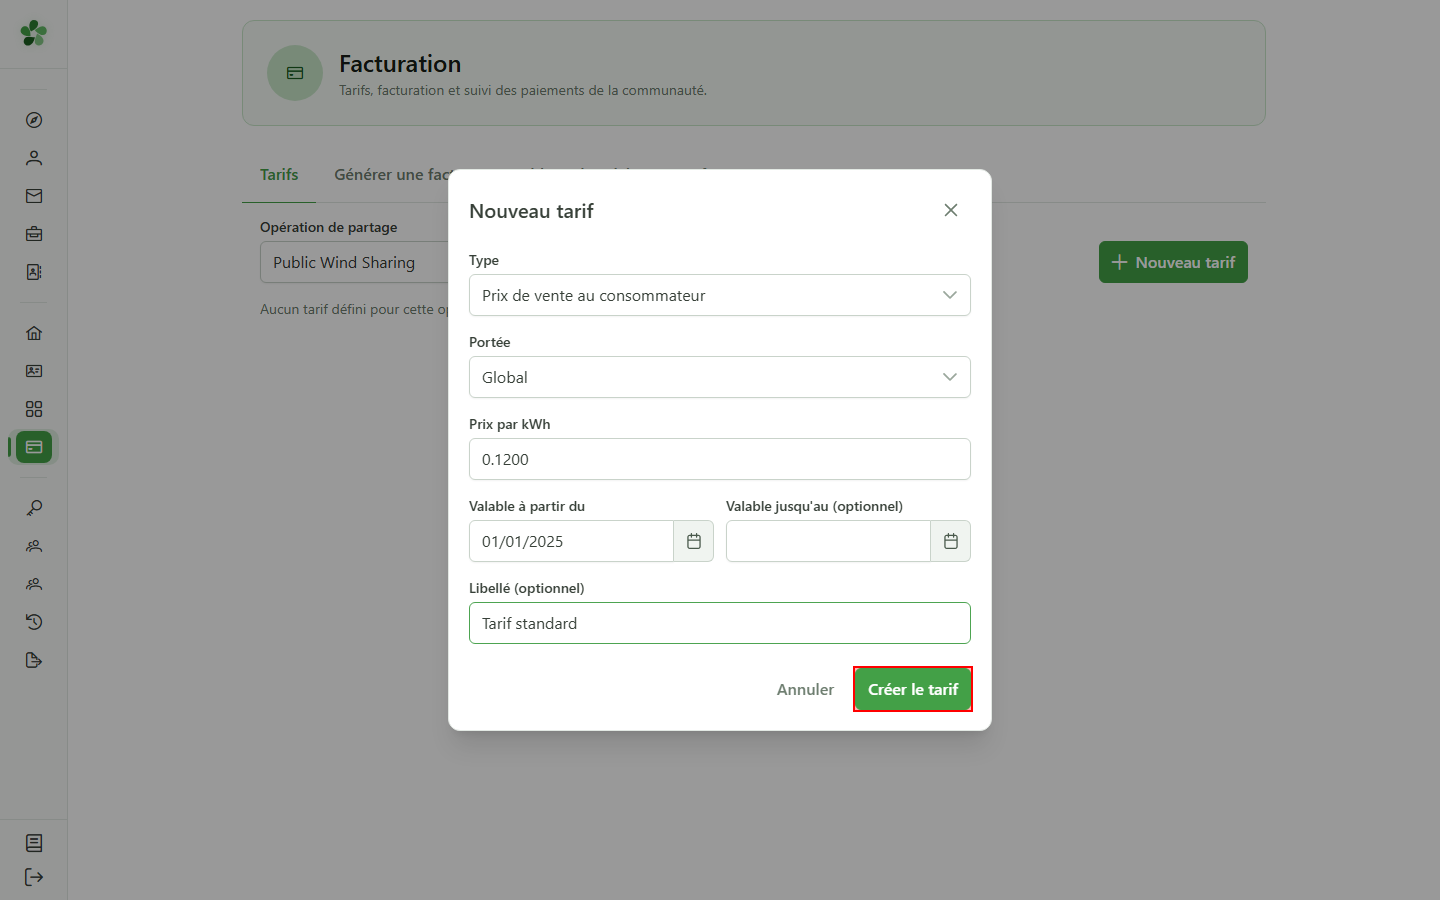 Facturation
Tarifs, facturation et suivi des paiements de la communauté.
Tarifs
Générer une
Opération de partage
Public Wind Sharing
Nouveau tarif
Aucun tarif défini pour cette
Nouveau tarif
Type
Prix de vente au consommateur
Portée
Global
Prix par kWh
0.1200
Valable à partir du
Valable jusqu'au (optionnel)
01/01/2025
Libellé (optionnel)
Tarif standard
Annuler
Créer le tarif